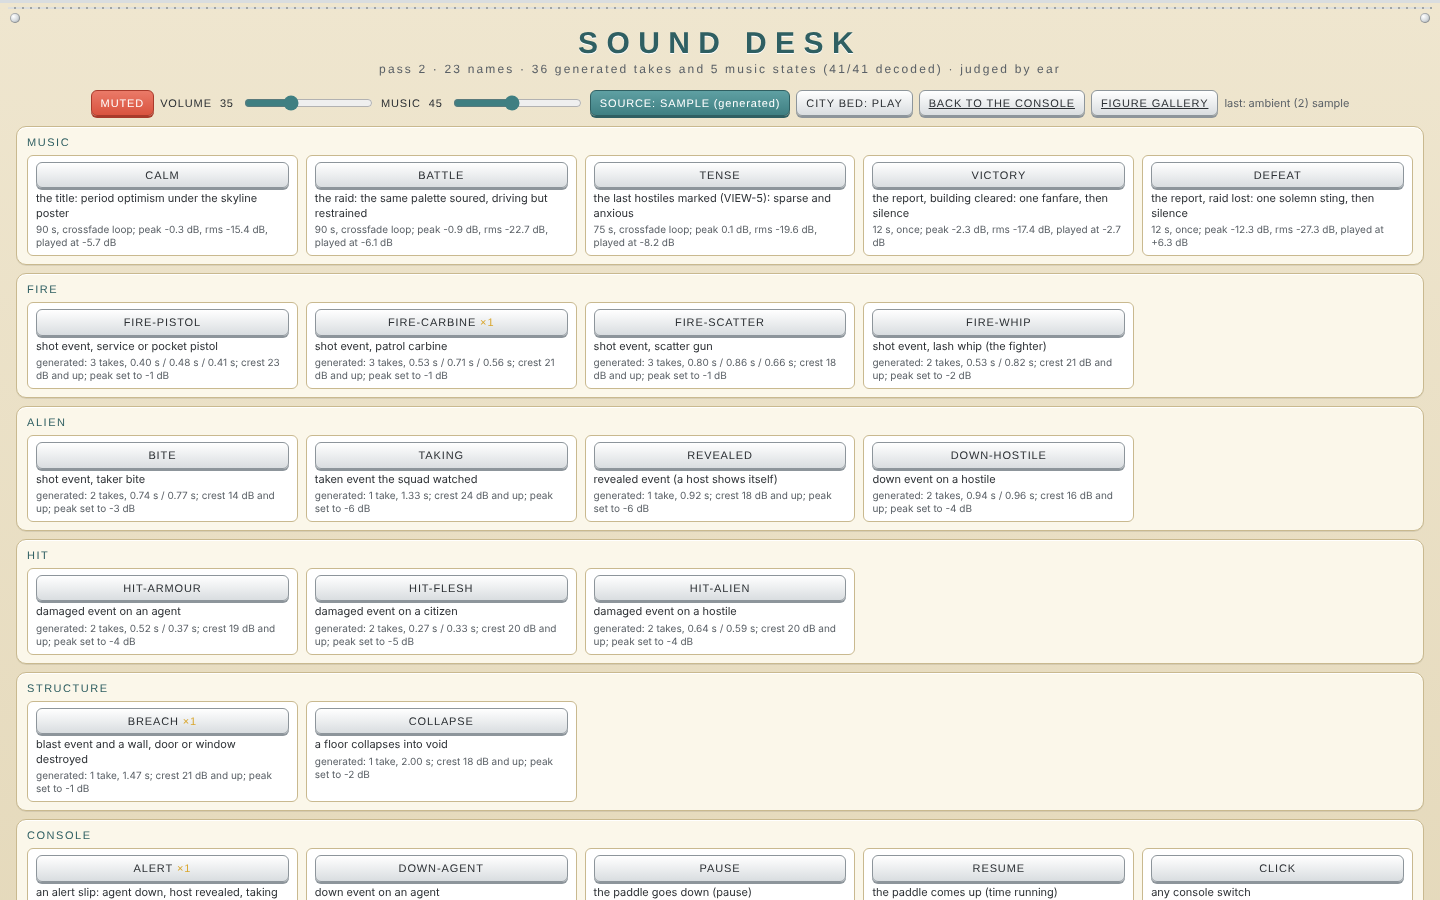 SOUND DESK
pass 2 · 23 names · 36 generated takes and 5 music states (41/41 decoded) · judged by ear
MUTED VOLUME 35 MUSIC 45 SOURCE: SAMPLE (generated) CITY BED: PLAY BACK TO THE CONSOLE FIGURE GALLERY last: ambient (2) sample
MUSIC
CALM
the title: period optimism under the skyline
poster
90 s, crossfade loop; peak -0.3 dB, rms -15.4 dB,
played at -5.7 dB
BATTLE
the raid: the same palette soured, driving but
restrained
90 s, crossfade loop; peak -0.9 dB, rms -22.7 dB,
played at -6.1 dB
TENSE
the last hostiles marked (VIEW-5): sparse and
anxious
75 s, crossfade loop; peak 0.1 dB, rms -19.6 dB,
played at -8.2 dB
VICTORY
the report, building cleared: one fanfare, then
silence
12 s, once; peak -2.3 dB, rms -17.4 dB, played at -2.7
dB
DEFEAT
the report, raid lost: one solemn sting, then
silence
12 s, once; peak -12.3 dB, rms -27.3 dB, played at
+6.3 dB
FIRE
FIRE-PISTOL
shot event, service or pocket pistol
generated: 3 takes, 0.40 s / 0.48 s / 0.41 s; crest 23
dB and up; peak set to -1 dB
FIRE-CARBINE ×1
shot event, patrol carbine
generated: 3 takes, 0.53 s / 0.71 s / 0.56 s; crest 21
dB and up; peak set to -1 dB
FIRE-SCATTER
shot event, scatter gun
generated: 3 takes, 0.80 s / 0.86 s / 0.66 s; crest 18
dB and up; peak set to -1 dB
FIRE-WHIP
shot event, lash whip (the fighter)
generated: 2 takes, 0.53 s / 0.82 s; crest 21 dB and
up; peak set to -2 dB
ALIEN
BITE
shot event, taker bite
generated: 2 takes, 0.74 s / 0.77 s; crest 14 dB and
up; peak set to -3 dB
TAKING
taken event the squad watched
generated: 1 take, 1.33 s; crest 24 dB and up; peak
set to -6 dB
REVEALED
revealed event (a host shows itself)
generated: 1 take, 0.92 s; crest 18 dB and up; peak
set to -6 dB
DOWN-HOSTILE
down event on a hostile
generated: 2 takes, 0.94 s / 0.96 s; crest 16 dB and
up; peak set to -4 dB
HIT
HIT-ARMOUR
damaged event on an agent
generated: 2 takes, 0.52 s / 0.37 s; crest 19 dB and
up; peak set to -4 dB
HIT-FLESH
damaged event on a citizen
generated: 2 takes, 0.27 s / 0.33 s; crest 20 dB and
up; peak set to -5 dB
HIT-ALIEN
damaged event on a hostile
generated: 2 takes, 0.64 s / 0.59 s; crest 20 dB and
up; peak set to -4 dB
STRUCTURE
BREACH ×1
blast event and a wall, door or window
destroyed
generated: 1 take, 1.47 s; crest 21 dB and up; peak
set to -1 dB
COLLAPSE
a floor collapses into void
generated: 1 take, 2.00 s; crest 18 dB and up; peak
set to -2 dB
CONSOLE
ALERT ×1
an alert slip: agent down, host revealed, taking
DOWN-AGENT
down event on an agent
PAUSE
the paddle goes down (pause)
RESUME
the paddle comes up (time running)
CLICK
any console switch